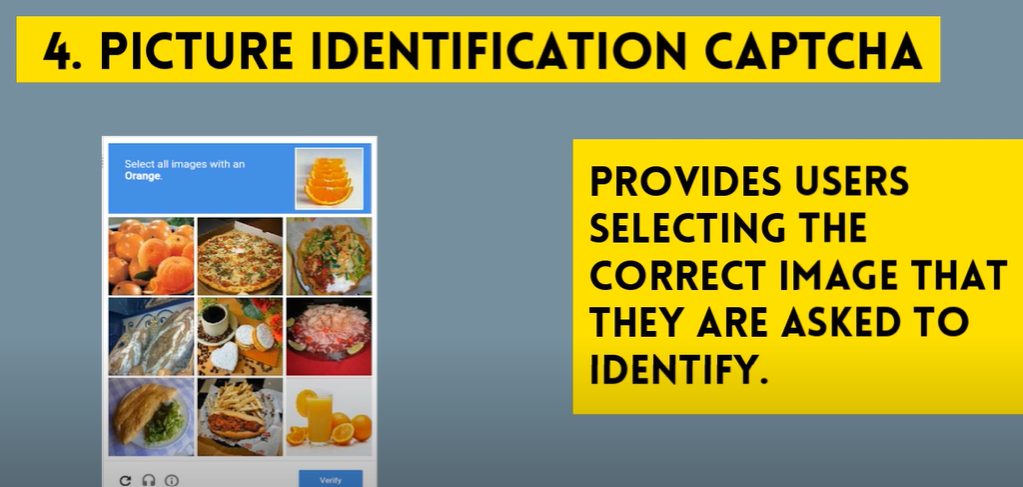 4. PICTURE IDENTIFICATION CAPTCHA
Select all images with an
Orange.
Verify
PROVIDES USERS
SELECTING THE
CORRECT IMAGE THAT
THEY ARE ASKED TO
IDENTIFY.